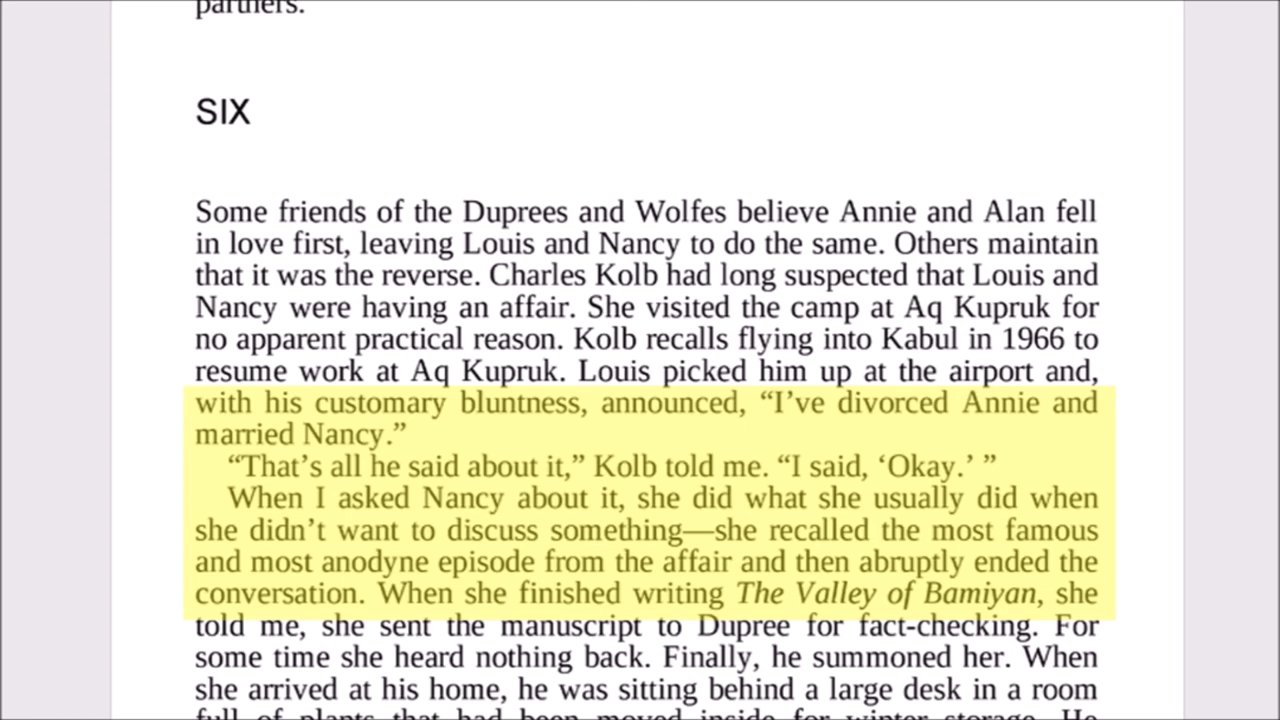 partners.
SIX
Some friends of the Duprees and Wolfes believe Annie and Alan fell
in love first, leaving Louis and Nancy to do the same. Others maintain
that it was the reverse. Charles Kolb had long suspected that Louis and
Nancy were having an affair. She visited the camp at Aq Kupruk for
no apparent practical reason. Kolb recalls flying into Kabul in 1966 to
resume work at Aq Kupruk. Louis picked him up at the airport and,
with his customary bluntness, announced, “I’ve divorced Annie and
married Nancy.”
“That’s all he said about it,” Kolb told me. “I said, ‘Okay.’ ”
When I asked Nancy about it, she did what she usually did when
she didn’t want to discuss something—she recalled the most famous
and most anodyne episode from the affair and then abruptly ended the
conversation. When she finished writing The Valley of Bamiyan, she
told me, she sent the manuscript to Dupree for fact-checking. For
some time she heard nothing back. Finally, he summoned her. When
she arrived at his home, he was sitting behind a large desk in a room
full of plants that had been moved inside for winter storage. He